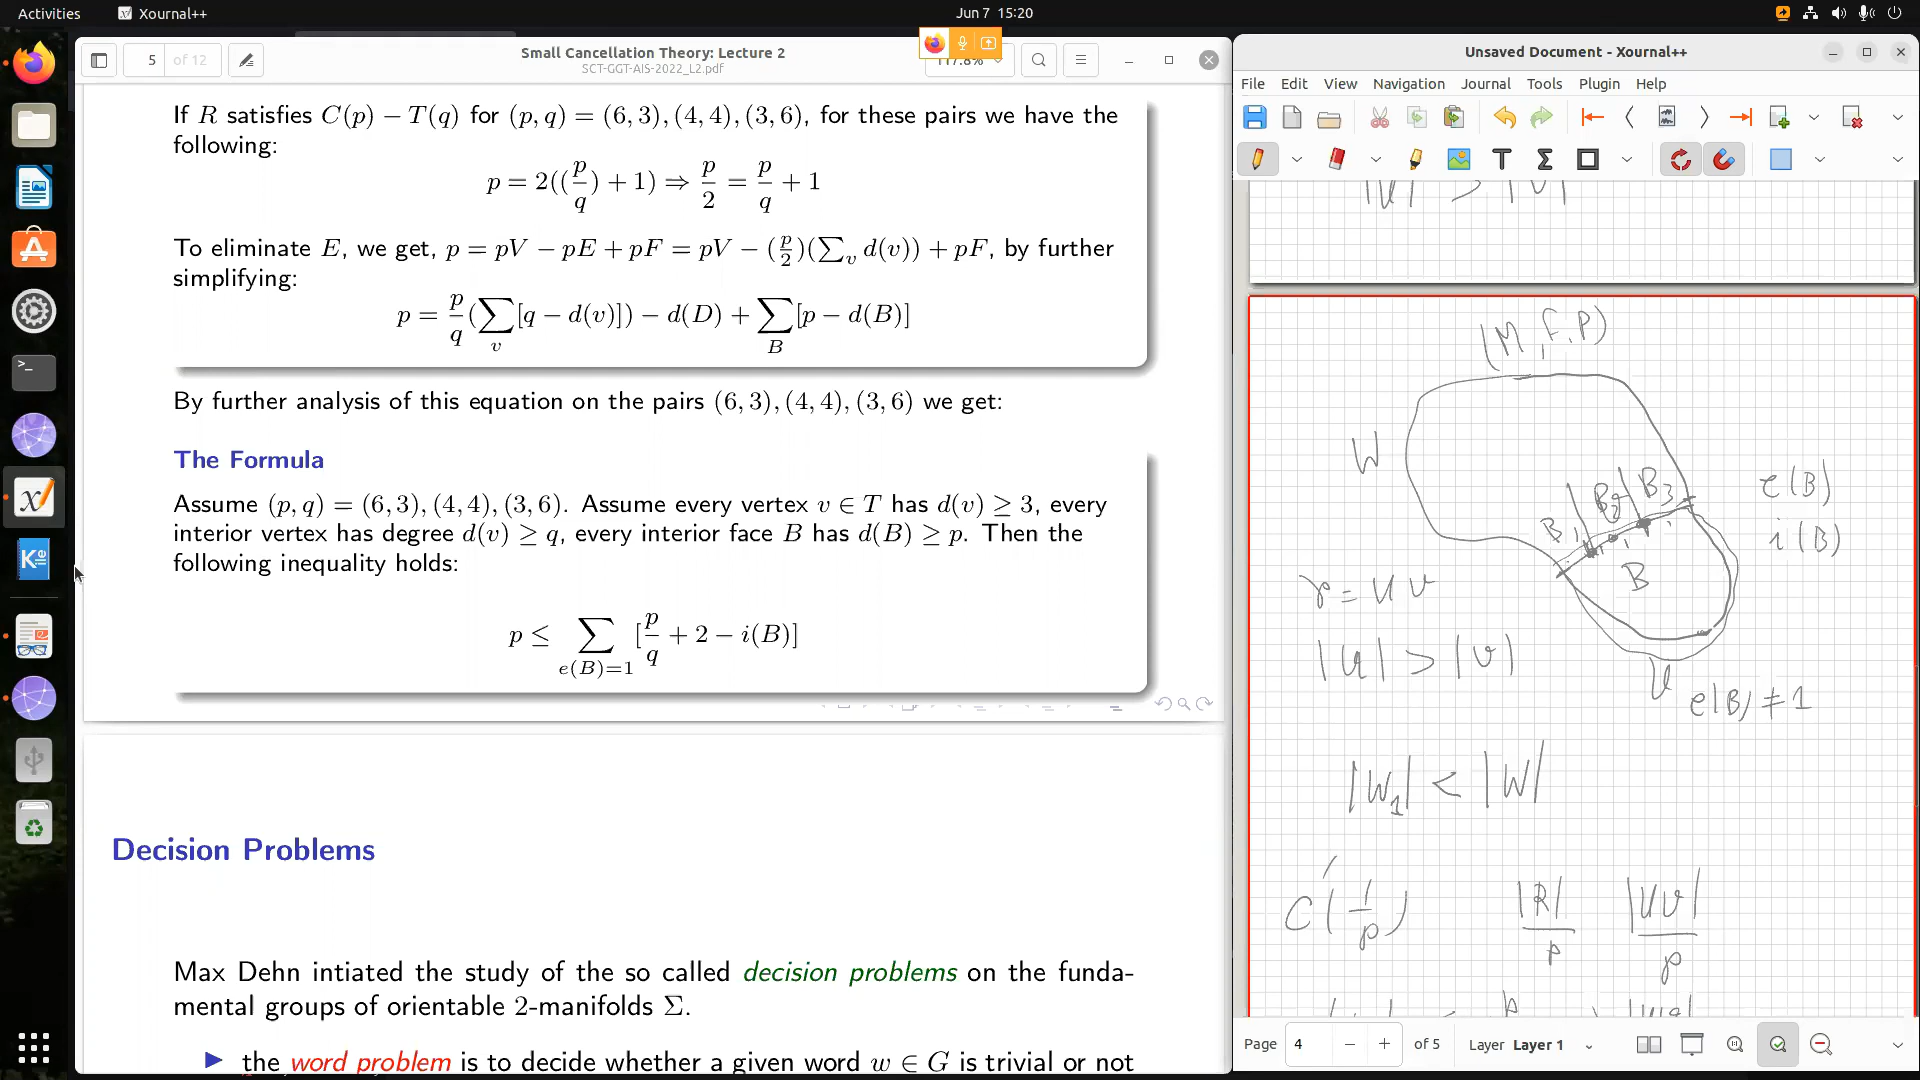 Activities Xournal++ Jun 7 15:20
5 of 12 Small Cancellation Theory: Lecture 2 117.8%
SCT-GGT-AIS-2022_L2.pdf
If R satisfies C(p) − T(q) for (p, q) = (6, 3), (4, 4), (3, 6), for these pairs we have the
following:
p = 2((p/q) + 1) ⇒ p/2 = p/q + 1
To eliminate E, we get, p = pV − pE + pF = pV − (p/2)(∑_v d(v)) + pF, by further
simplifying:
p = p/q(∑_v[q − d(v)]) − d(D) + ∑_B[p − d(B)]
By further analysis of this equation on the pairs (6, 3), (4, 4), (3, 6) we get:
The Formula
Assume (p, q) = (6, 3), (4, 4), (3, 6). Assume every vertex v ∈ T has d(v) ≥ 3, every
interior vertex has degree d(v) ≥ q, every interior face B has d(B) ≥ p. Then the
following inequality holds:
p ≤ ∑_{e(B)=1} [p/q + 2 − i(B)]
Decision Problems
Max Dehn intiated the study of the so called decision problems on the funda-
mental groups of orientable 2-manifolds Σ.
▶ the word problem is to decide whether a given word w ∈ G is trivial or not
Unsaved Document - Xournal++
File Edit View Navigation Journal Tools Plugin Help
|U| > |V|
(M, F, P)
W
B1 B2 B3
e(B)
i(B)
B
r = U V
|U| > |V|
U
e(B) ≠ 1
|W1| < |W|
C'(1/p) |R|/p |UV|/p
Page 4 − + of 5 Layer Layer 1